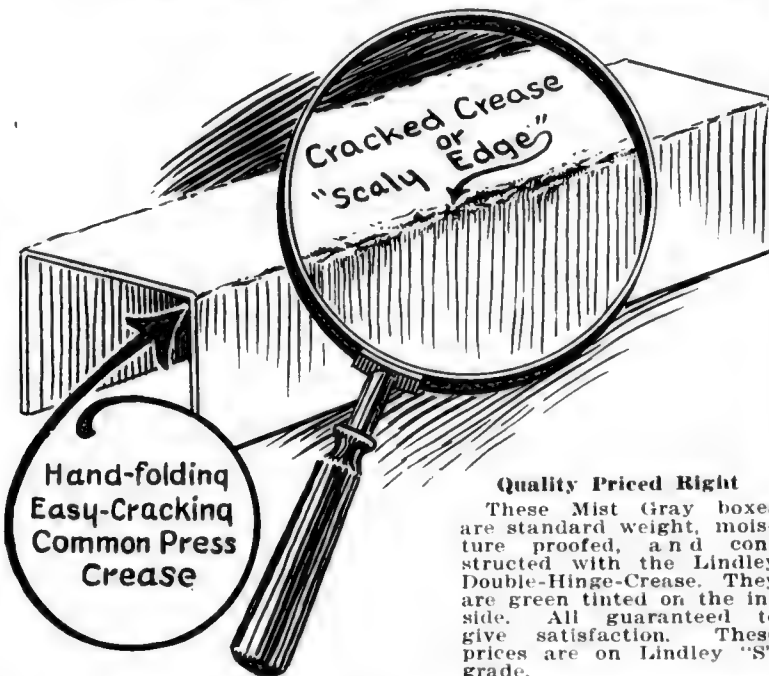 Cracked Crease
or
"Scaly Edge"
Hand-folding
Easy-Cracking
Common Press
Crease
Quality Priced Right
These Mist Gray boxes
are standard weight, mois-
ture proofed, and con-
structed with the Lindley
Double-Hinge-Crease. They
are green tinted on the in-
side. All guaranteed to
give satisfaction. These
prices are on Lindley "S"
grade.